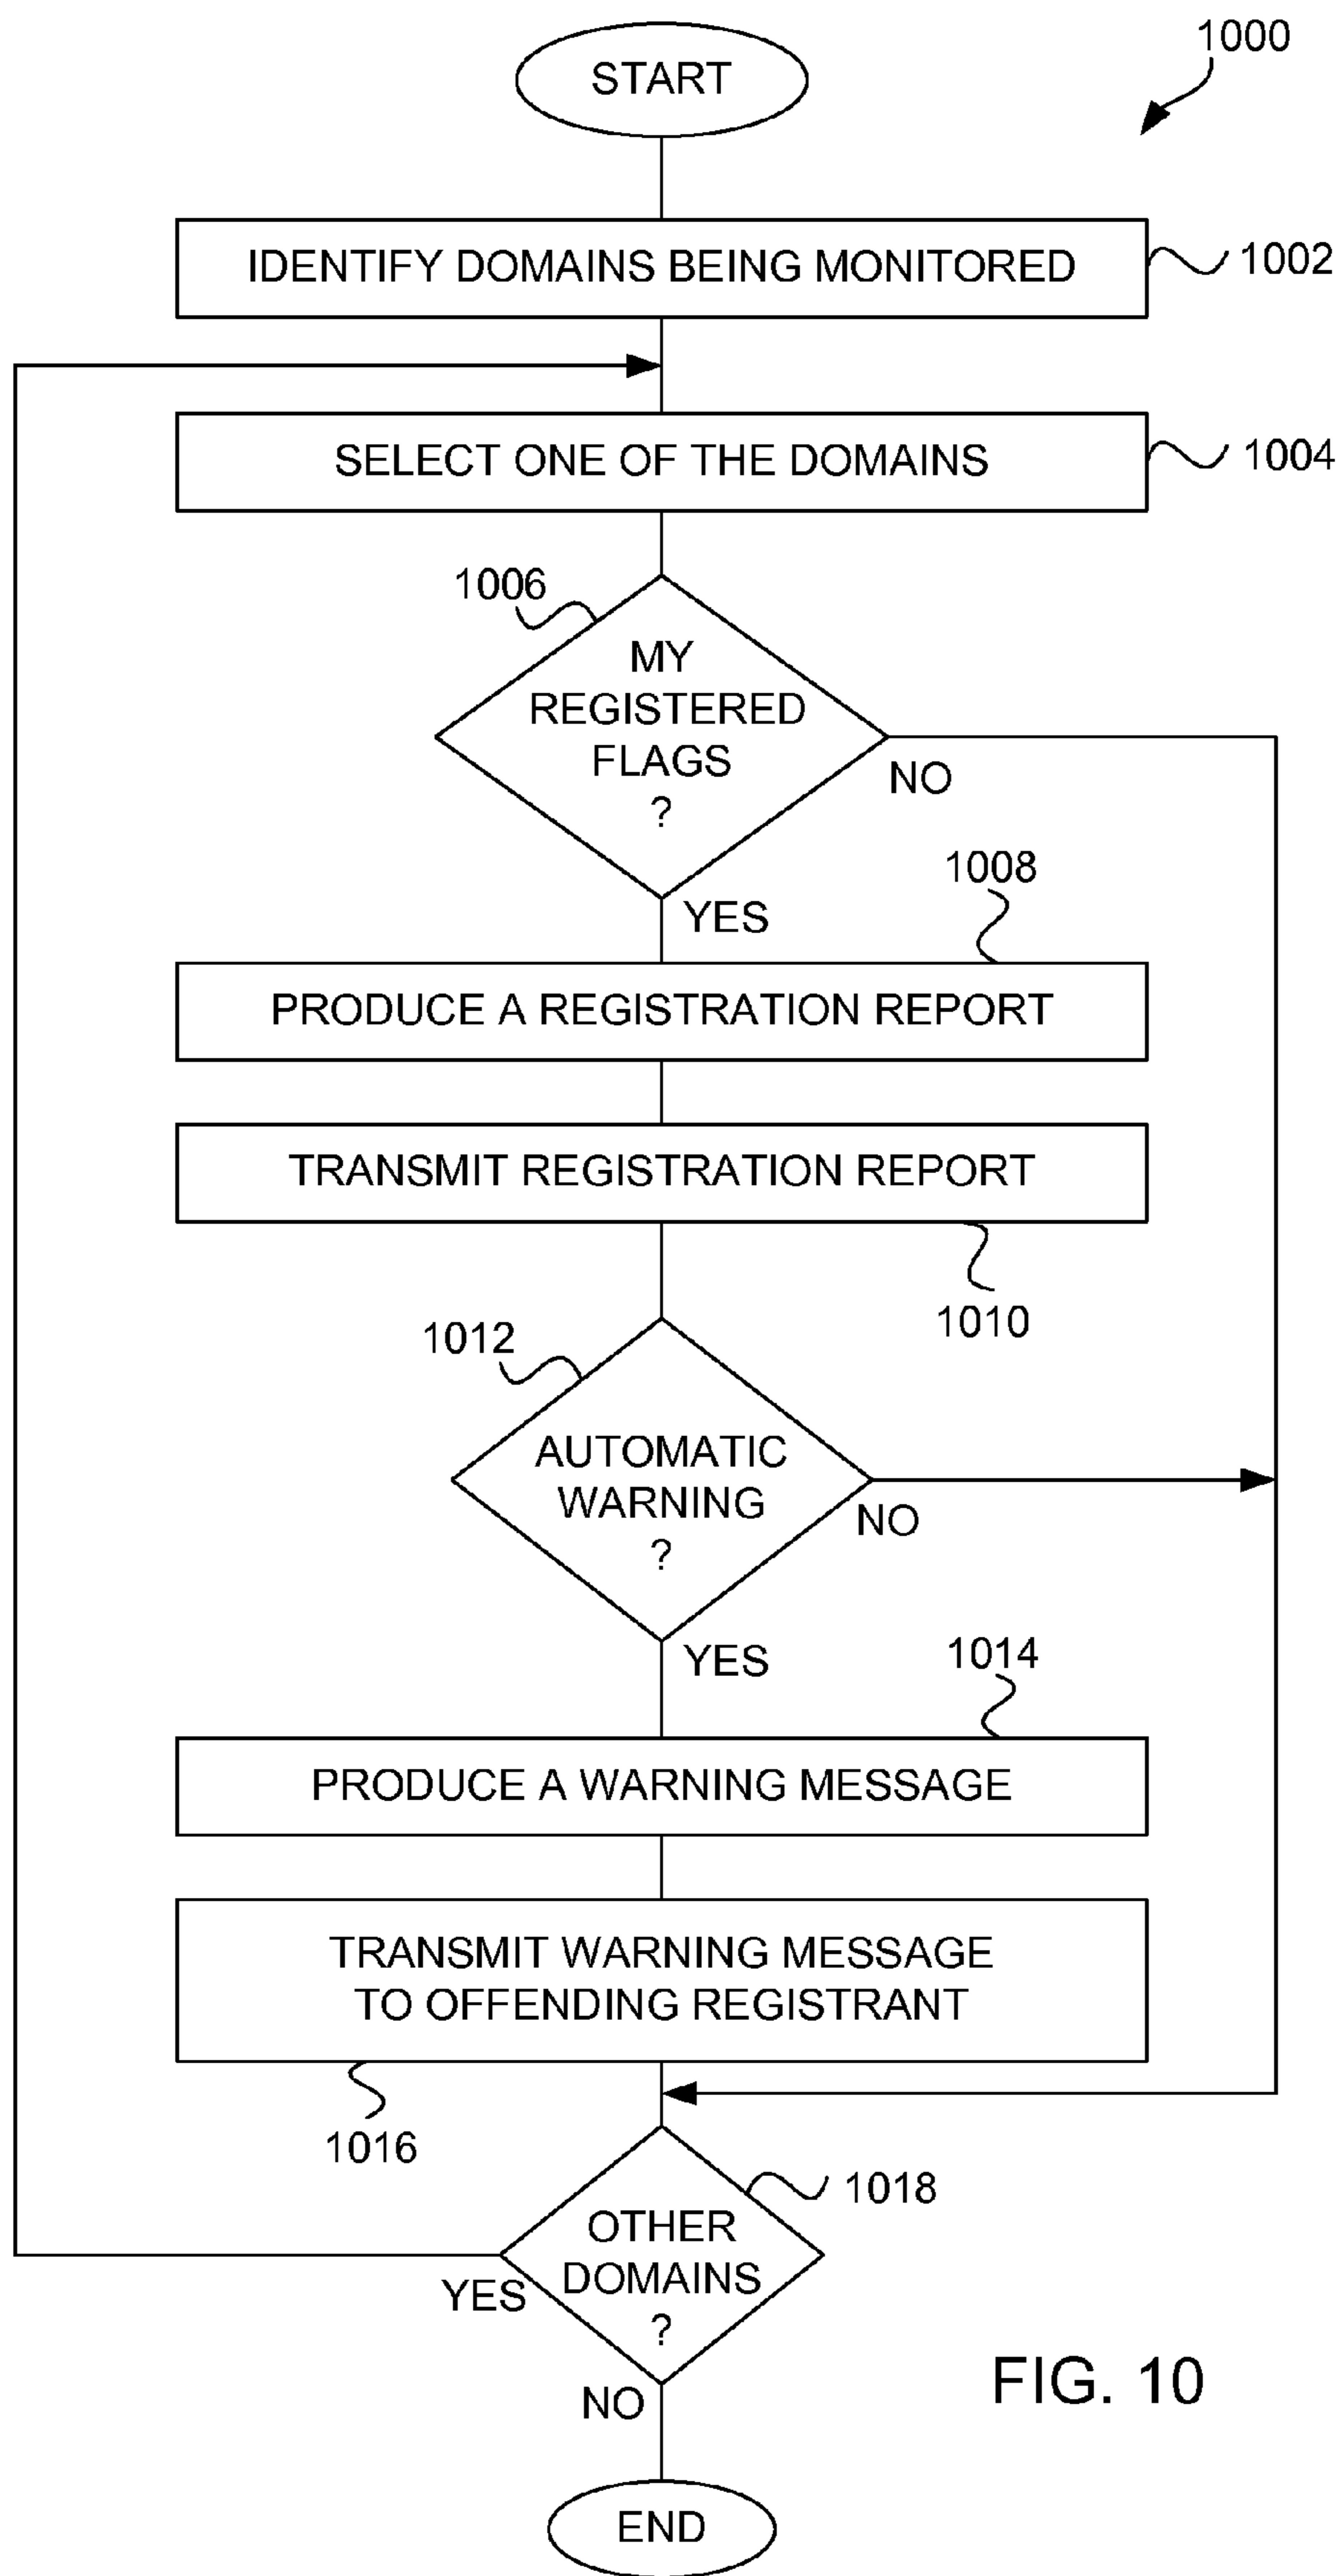 1000
START
IDENTIFY DOMAINS BEING MONITORED
1002
SELECT ONE OF THE DOMAINS
1004
1006
MY
REGISTERED
FLAGS
?
NO
YES
1008
PRODUCE A REGISTRATION REPORT
TRANSMIT REGISTRATION REPORT
1010
1012
AUTOMATIC
WARNING
?
NO
YES
1014
PRODUCE A WARNING MESSAGE
TRANSMIT WARNING MESSAGE
TO OFFENDING REGISTRANT
1016
1018
OTHER
DOMAINS
?
YES
NO
FIG. 10
END